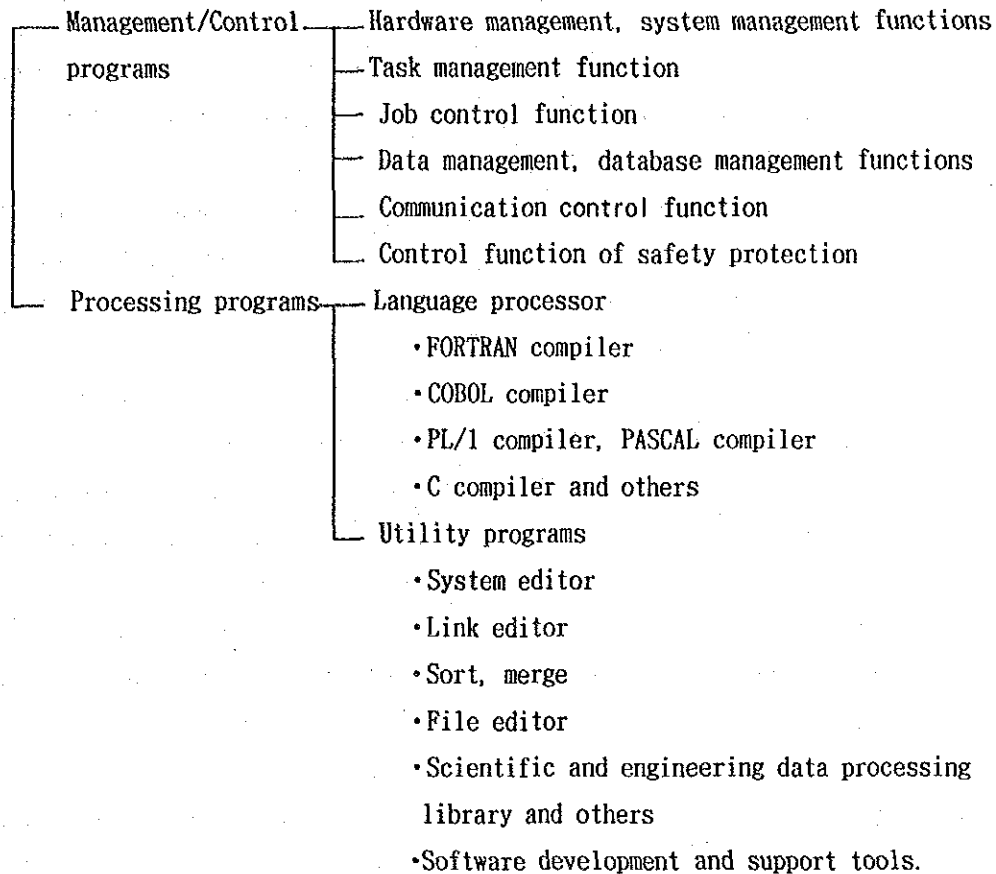 Management/Control Hardware management, system management functions
programs Task management function
Job control function
Data management, database management functions
Communication control function
Control function of safety protection
Processing programs Language processor
・FORTRAN compiler
・COBOL compiler
・PL/1 compiler, PASCAL compiler
・C compiler and others
Utility programs
・System editor
・Link editor
・Sort, merge
・File editor
・Scientific and engineering data processing
library and others
・Software development and support tools.